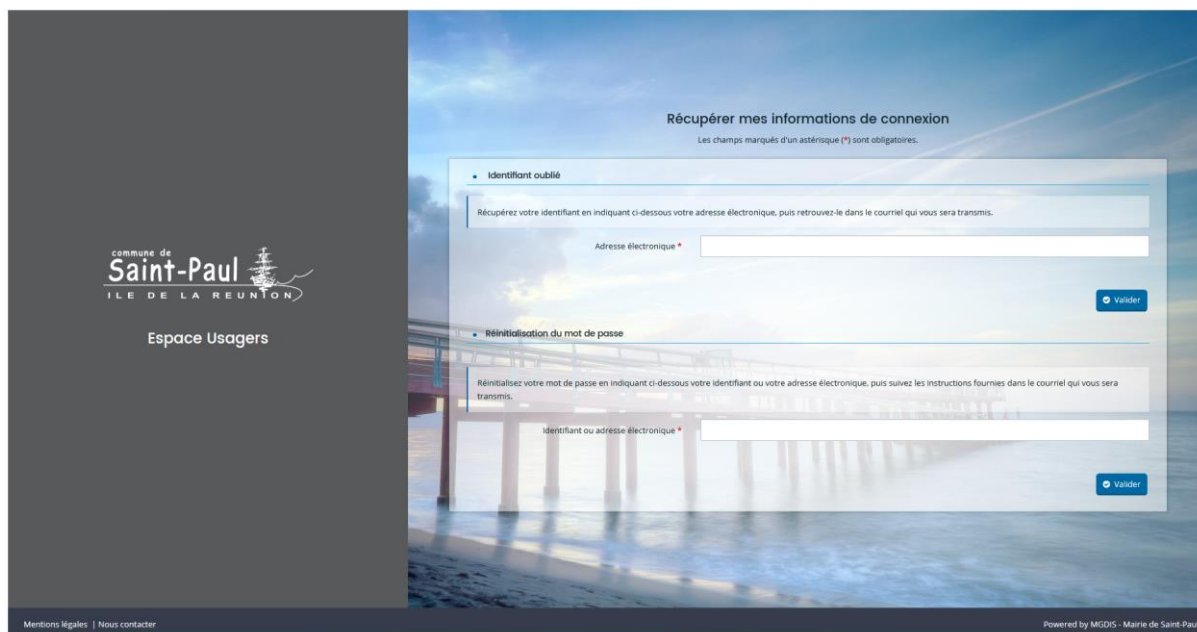 commune de
Saint-Paul
ILE DE LA REUNION
Espace Usagers
Récupérer mes informations de connexion
Les champs marqués d'un astérisque (*) sont obligatoires.
Identifiant oublié
Récupérez votre identifiant en indiquant ci-dessous votre adresse électronique, puis retrouvez-le dans le courriel qui vous sera transmis.
Adresse électronique *
Valider
Réinitialisation du mot de passe
Réinitialisez votre mot de passe en indiquant ci-dessous votre identifiant ou votre adresse électronique, puis suivez les instructions fournies dans le courriel qui vous sera
transmis.
Identifiant ou adresse électronique *
Valider
Mentions légales | Nous contacter
Powered by MGDIS - Mairie de Saint-Paul